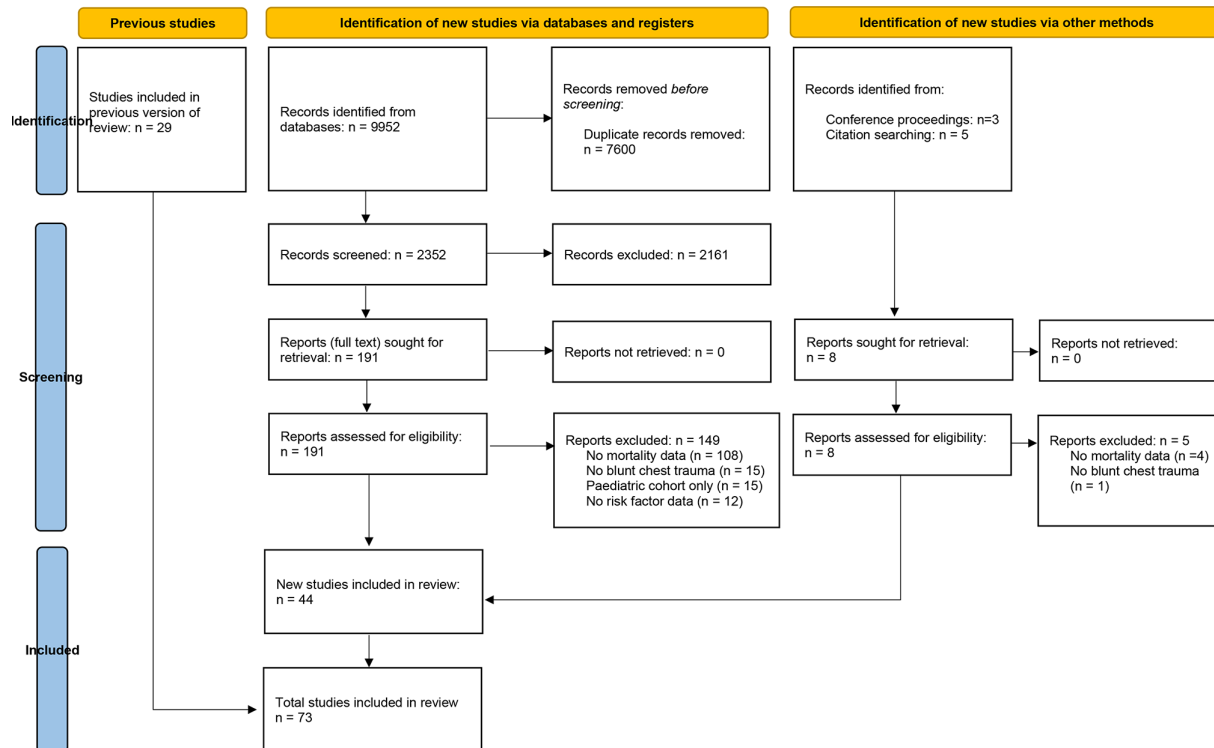 Previous studies
Identification of new studies via databases and registers
Identification of new studies via other methods
Identification
Studies included in
previous version of
review: n = 29
Records identified from
databases: n = 9952
Records removed before
screening:
Duplicate records removed:
n = 7600
Records identified from:
Conference proceedings: n=3
Citation searching: n = 5
Screening
Records screened: n = 2352
Records excluded: n = 2161
Reports (full text) sought for
retrieval: n = 191
Reports not retrieved: n = 0
Reports sought for retrieval:
n = 8
Reports not retrieved:
n = 0
Reports assessed for eligibility:
n = 191
Reports excluded: n = 149
No mortality data (n = 108)
No blunt chest trauma (n = 15)
Paediatric cohort only (n = 15)
No risk factor data (n = 12)
Reports assessed for eligibility:
n = 8
Reports excluded: n = 5
No mortality data (n =4)
No blunt chest trauma
(n = 1)
Included
New studies included in review:
n = 44
Total studies included in review
n = 73